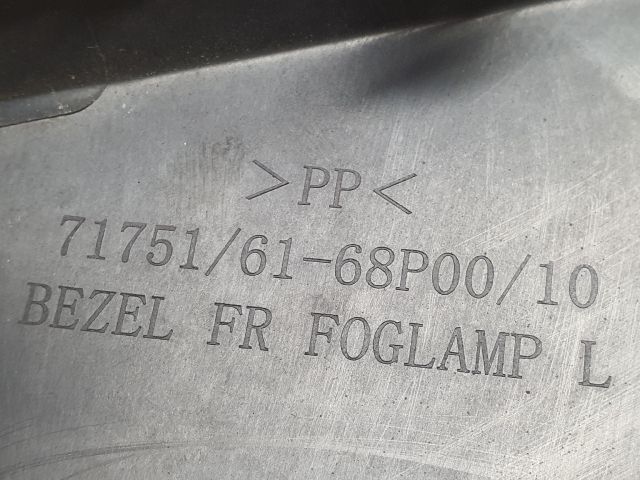 >PP<
71751/61-68P00/10
BEZEL FR FOGLAMP L